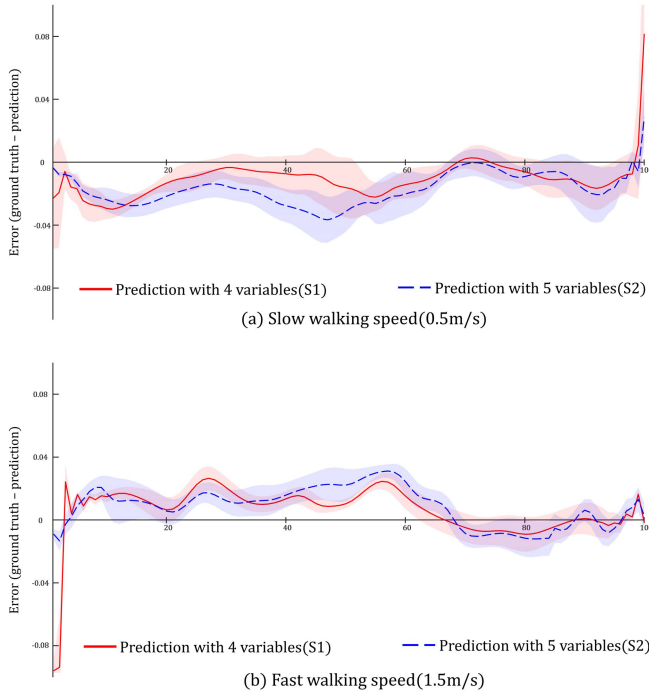 0.08
0.04
0
-0.04
-0.08
20
40
60
80
10
Error (ground truth – prediction)
Prediction with 4 variables(S1)
Prediction with 5 variables(S2)
(a) Slow walking speed(0.5m/s)
0.08
0.04
0
-0.04
-0.08
20
40
60
80
10
Error (ground truth – prediction)
Prediction with 4 variables(S1)
Prediction with 5 variables(S2)
(b) Fast walking speed(1.5m/s)